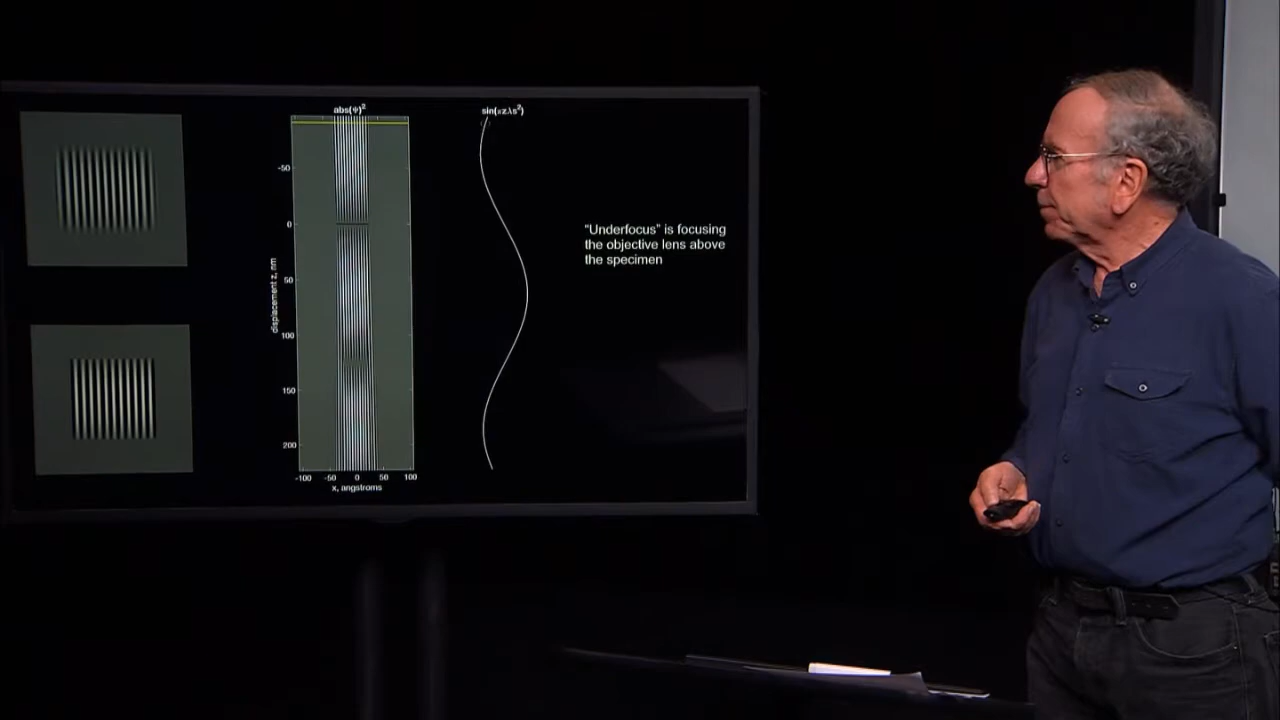 abs(Ψ)²
sin(πzλs²)
-50
0
50
100
150
200
displacement z, nm
-100 -50 0 50 100
x, angstroms
"Underfocus" is focusing
the objective lens above
the specimen